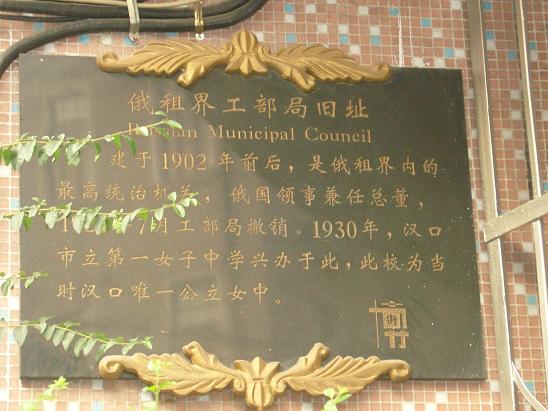 俄租界工部局旧址
Russian Municipal Council
建于1902年前后，是俄租界内的
最高统治机关，俄国领事兼任总董，
7月工部局撤销。1930年，汉口
市立第一女子中学兴办于此，此校为当
时汉口唯一公立女中。